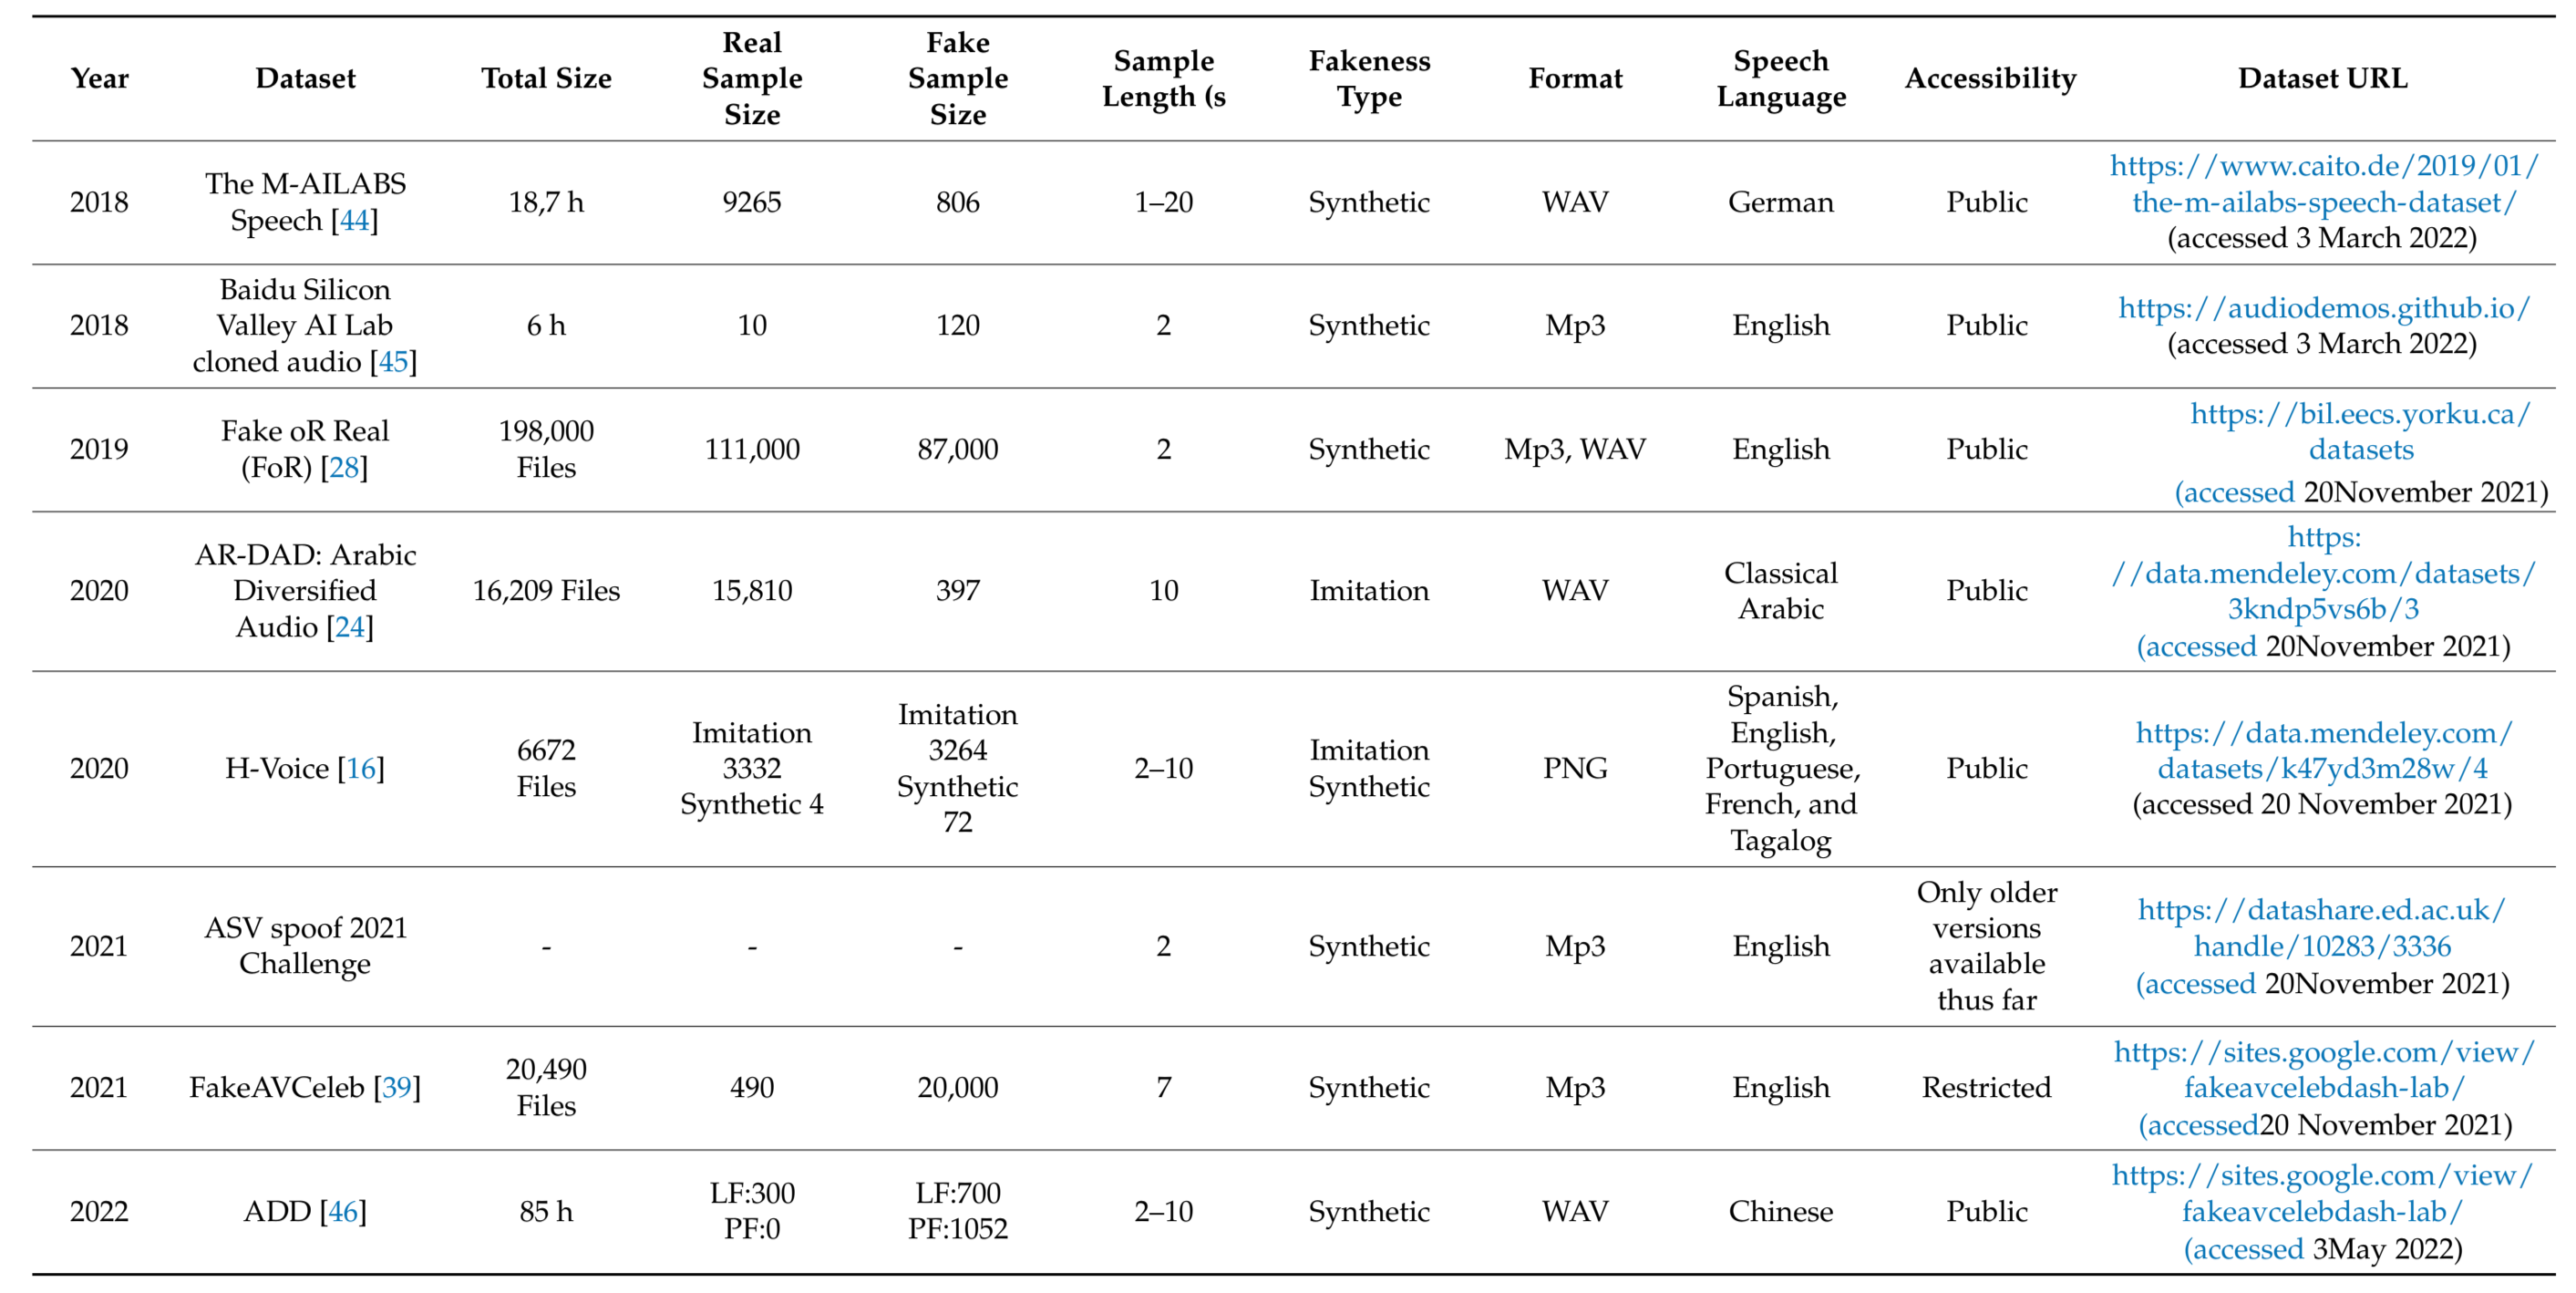 Year Dataset Total Size Real Sample Size Fake Sample Size Sample Length (s Fakeness Type Format Speech Language Accessibility Dataset URL
2018 The M-AILABS Speech [44] 18,7 h 9265 806 1–20 Synthetic WAV German Public https://www.caito.de/2019/01/the-m-ailabs-speech-dataset/ (accessed 3 March 2022)
2018 Baidu Silicon Valley AI Lab cloned audio [45] 6 h 10 120 2 Synthetic Mp3 English Public https://audiodemos.github.io/ (accessed 3 March 2022)
2019 Fake oR Real (FoR) [28] 198,000 Files 111,000 87,000 2 Synthetic Mp3, WAV English Public https://bil.eecs.yorku.ca/datasets (accessed 20November 2021)
2020 AR-DAD: Arabic Diversified Audio [24] 16,209 Files 15,810 397 10 Imitation WAV Classical Arabic Public https://data.mendeley.com/datasets/3kndp5vs6b/3 (accessed 20November 2021)
2020 H-Voice [16] 6672 Files Imitation 3332 Synthetic 4 Imitation 3264 Synthetic 72 2–10 Imitation Synthetic PNG Spanish, English, Portuguese, French, and Tagalog Public https://data.mendeley.com/datasets/k47yd3m28w/4 (accessed 20 November 2021)
2021 ASV spoof 2021 Challenge - - - 2 Synthetic Mp3 English Only older versions available thus far https://datashare.ed.ac.uk/handle/10283/3336 (accessed 20November 2021)
2021 FakeAVCeleb [39] 20,490 Files 490 20,000 7 Synthetic Mp3 English Restricted https://sites.google.com/view/fakeavcelebdash-lab/ (accessed20 November 2021)
2022 ADD [46] 85 h LF:300 PF:0 LF:700 PF:1052 2–10 Synthetic WAV Chinese Public https://sites.google.com/view/fakeavcelebdash-lab/ (accessed 3May 2022)